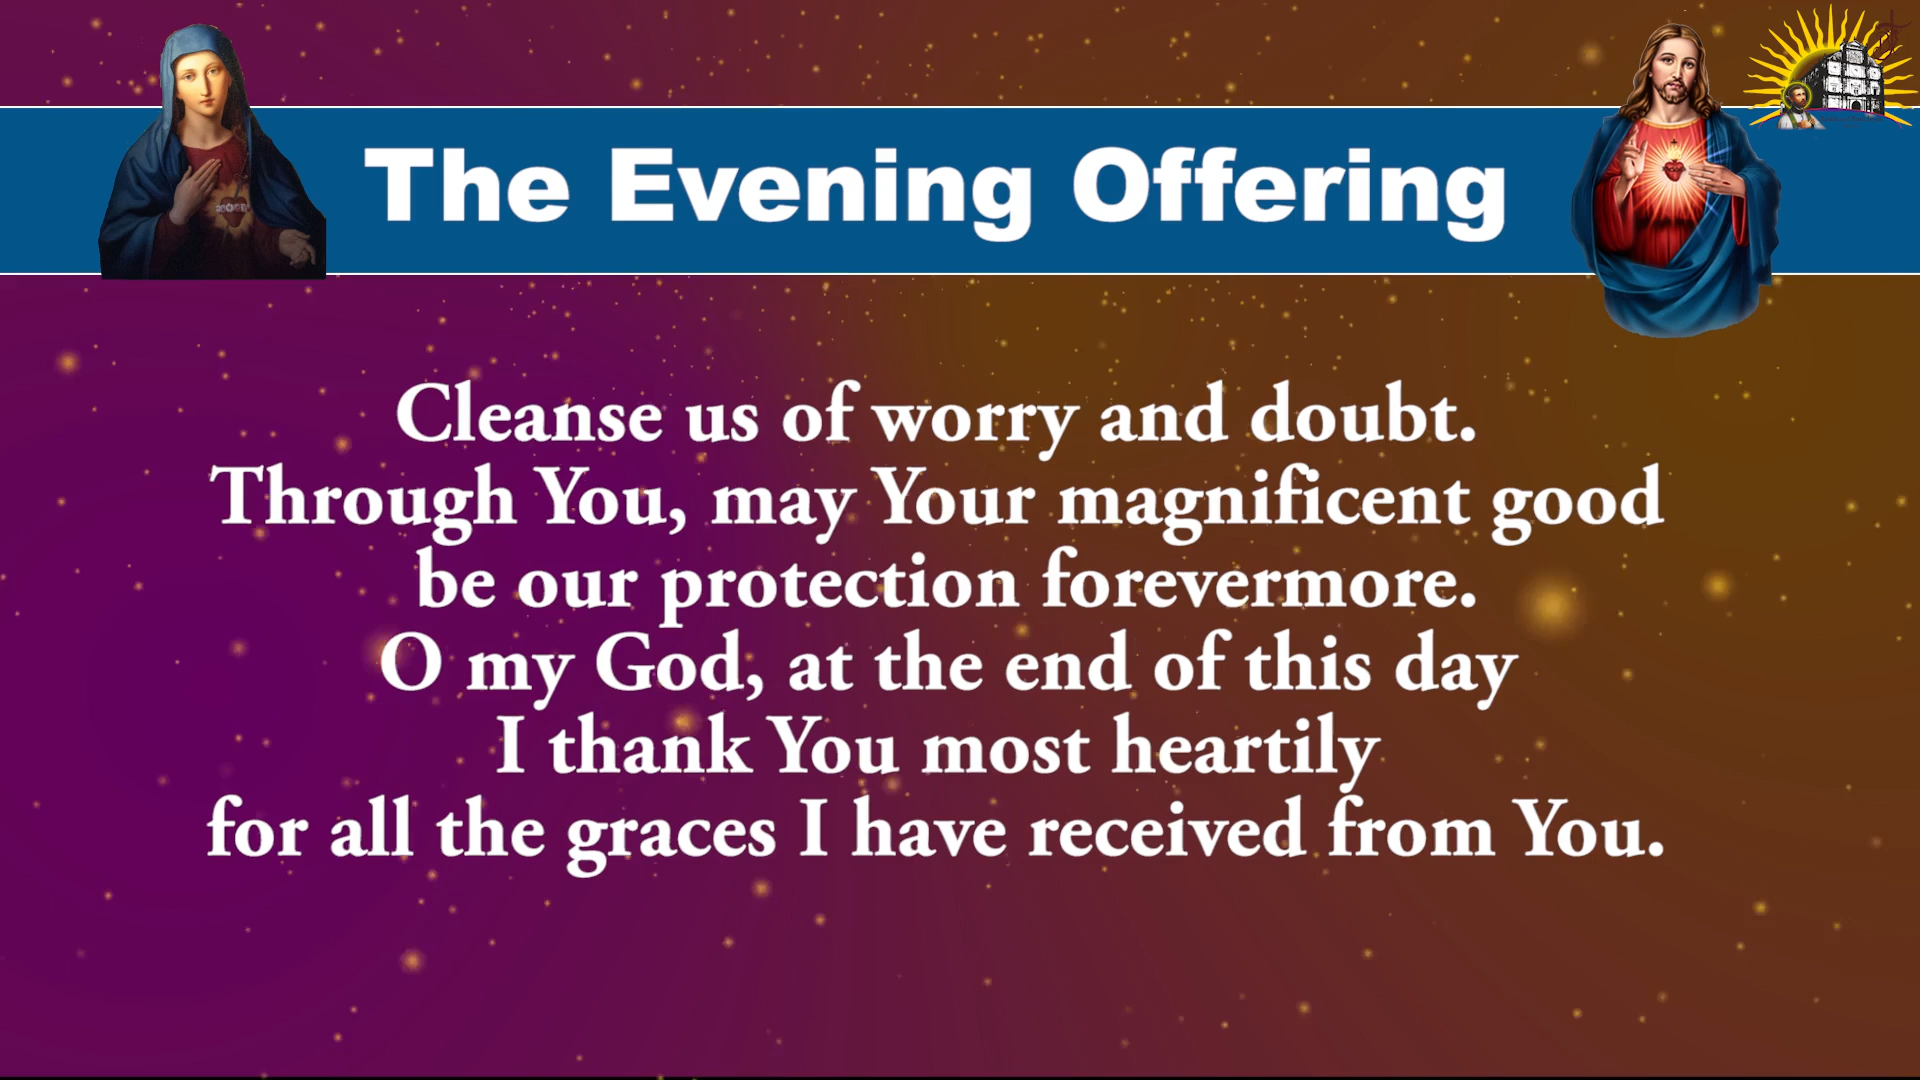 The Evening Offering
Cleanse us of worry and doubt.
Through You, may Your magnificent good
be our protection forevermore.
O my God, at the end of this day
I thank You most heartily
for all the graces I have received from You.